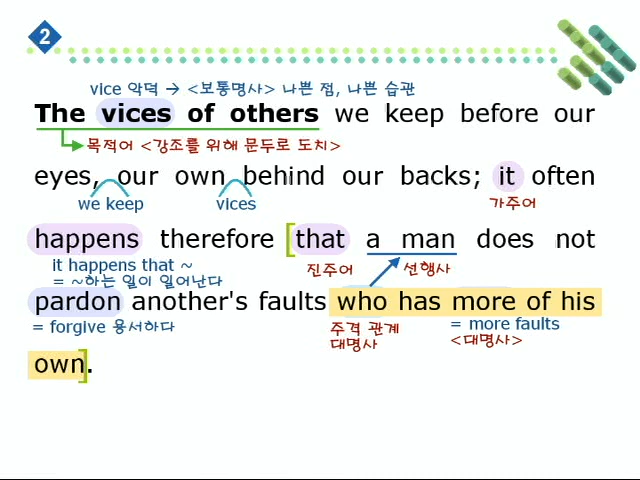 2
vice 악덕 → <보통명사> 나쁜 점, 나쁜 습관
The vices of others we keep before our
목적어 <강조를 위해 문두로 도치>
eyes, our own behind our backs; it often
we keep vices 가주어
happens therefore [that a man does not
it happens that ~ 진주어 선행사
= ~하는 일이 일어난다
pardon another's faults who has more of his
= forgive 용서하다 주격 관계 = more faults
대명사 <대명사>
own].